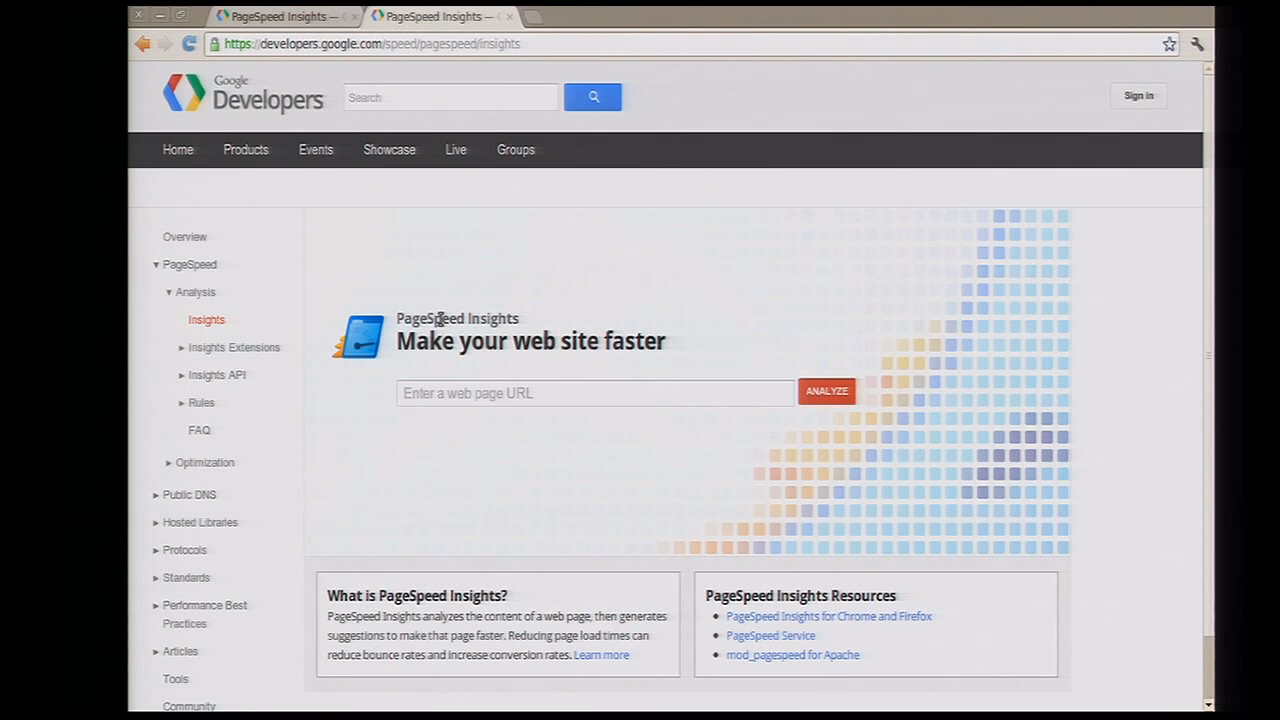 PageSpeed Insights —
PageSpeed Insights —
https://developers.google.com/speed/pagespeed/insights
Google
Developers
Search
Sign in
Home
Products
Events
Showcase
Live
Groups
Overview
PageSpeed
Analysis
Insights
Insights Extensions
Insights API
Rules
FAQ
Optimization
Public DNS
Hosted Libraries
Protocols
Standards
Performance Best
Practices
Articles
Tools
Community
PageSpeed Insights
Make your web site faster
Enter a web page URL
ANALYZE
What is PageSpeed Insights?
PageSpeed Insights analyzes the content of a web page, then generates
suggestions to make that page faster. Reducing page load times can
reduce bounce rates and increase conversion rates. Learn more
PageSpeed Insights Resources
PageSpeed Insights for Chrome and Firefox
PageSpeed Service
mod_pagespeed for Apache